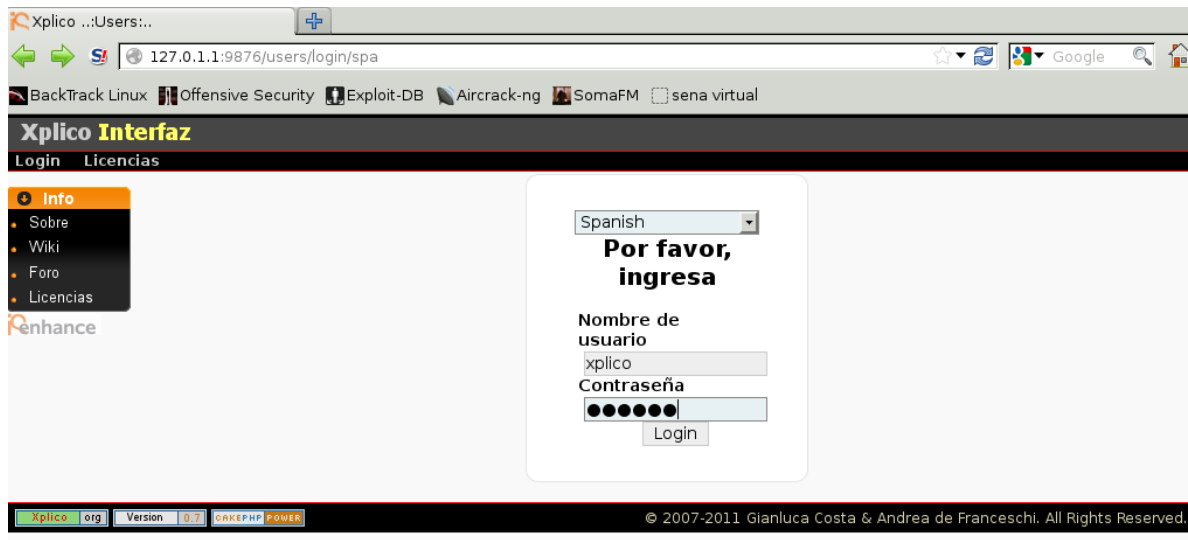 Xplico ..:Users:..
127.0.1.1:9876/users/login/spa
Google
BackTrack Linux Offensive Security Exploit-DB Aircrack-ng SomaFM sena virtual
Xplico Interfaz
Login Licencias
Info
Sobre
Wiki
Foro
Licencias
enhance
Spanish
Por favor,
ingresa
Nombre de
usuario
xplico
Contraseña
●●●●●●
Login
Xplico org Version 0.7 CAKEPHP POWER
© 2007-2011 Gianluca Costa & Andrea de Franceschi. All Rights Reserved.